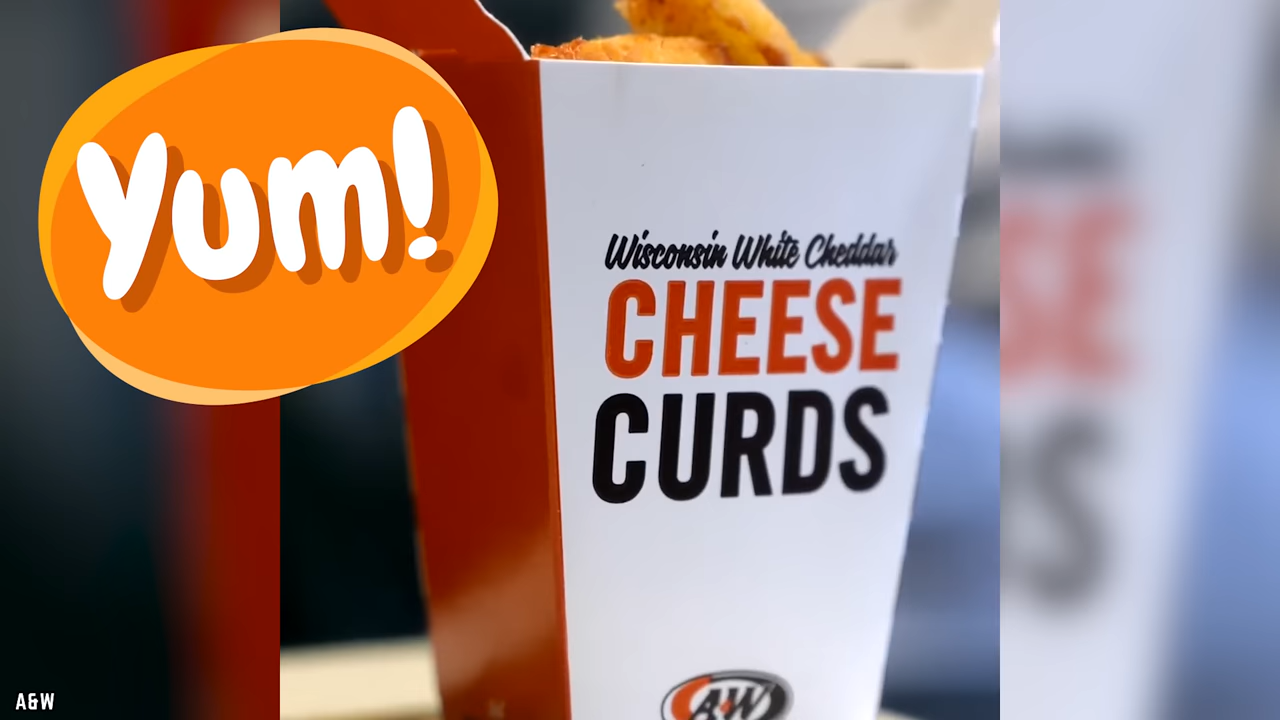 Yum!
Wisconsin White Cheddar
CHEESE
CURDS
A&W
A&W